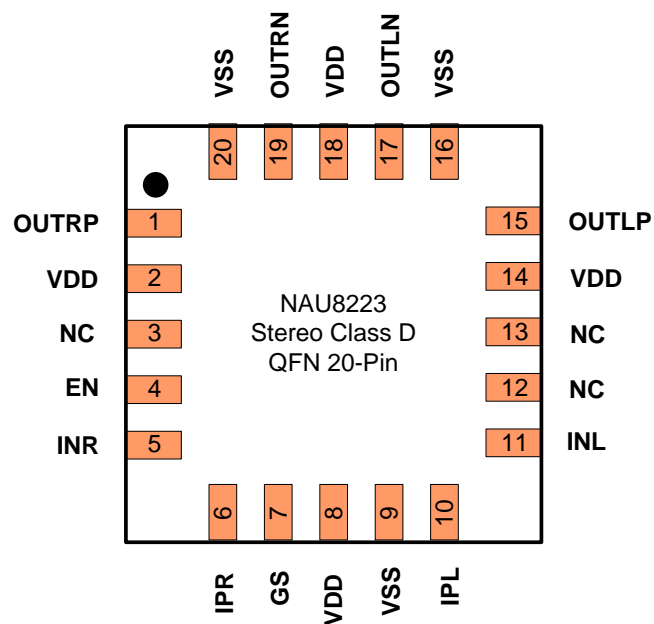 VSS
OUTRN
VDD
OUTLN
VSS
20
19
18
17
16
OUTRP 1
15 OUTLP
VDD 2
14 VDD
NC 3
13 NC
EN 4
12 NC
INR 5
11 INL
NAU8223
Stereo Class D
QFN 20-Pin
6
7
8
9
10
IPR
GS
VDD
VSS
IPL